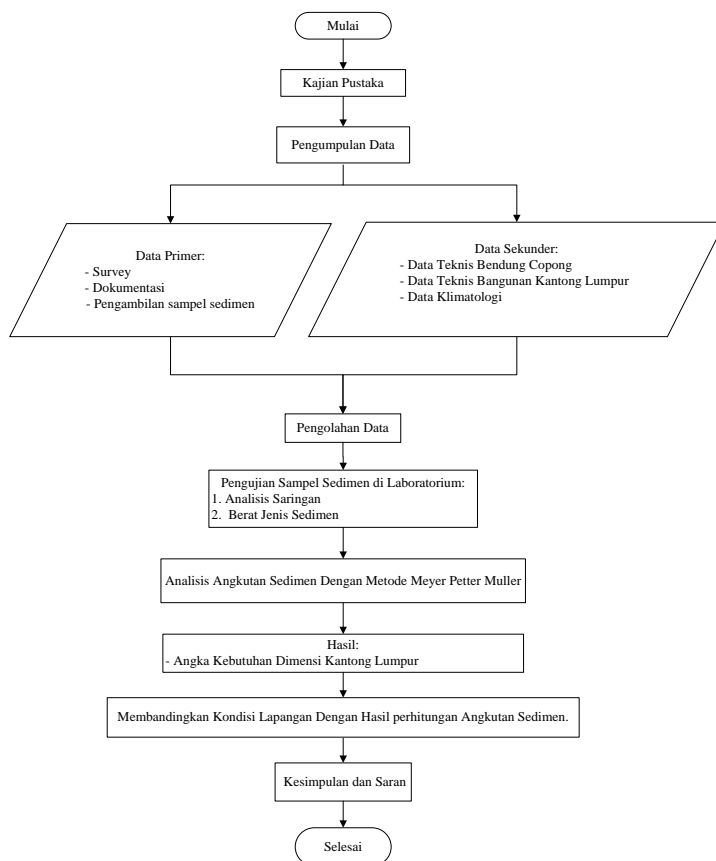 Mulai
Kajian Pustaka
Pengumpulan Data
Data Primer:
- Survey
- Dokumentasi
- Pengambilan sampel sedimen
Data Sekunder:
- Data Teknis Bendung Copong
- Data Teknis Bangunan Kantong Lumpur
- Data Klimatologi
Pengolahan Data
Pengujian Sampel Sedimen di Laboratorium:
1. Analisis Saringan
2. Berat Jenis Sedimen
Analisis Angkutan Sedimen Dengan Metode Meyer Petter Muller
Hasil:
- Angka Kebutuhan Dimensi Kantong Lumpur
Membandingkan Kondisi Lapangan Dengan Hasil perhitungan Angkutan Sedimen.
Kesimpulan dan Saran
Selesai